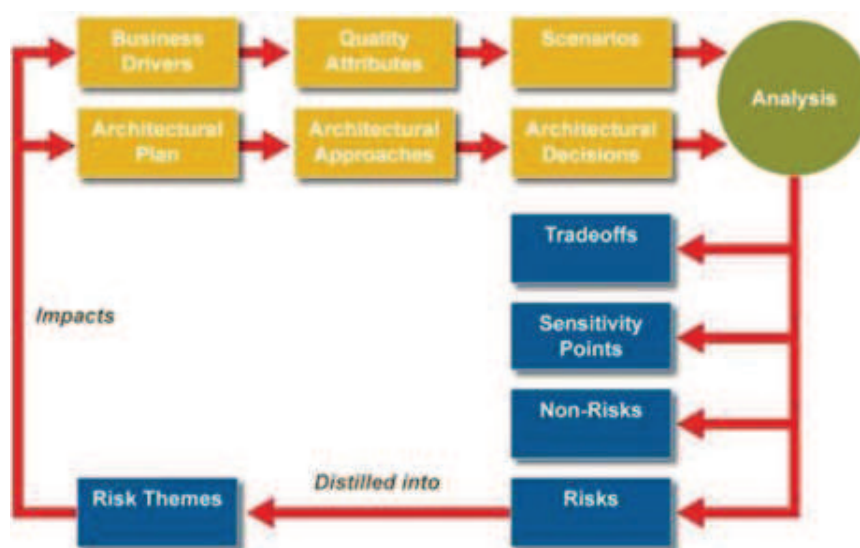 Business
Drivers
Quality
Attributes
Scenarios
Analysis
Architectural
Plan
Architectural
Approaches
Architectural
Decisions
Tradeoffs
Sensitivity
Points
Impacts
Non-Risks
Distilled into
Risk Themes
Risks